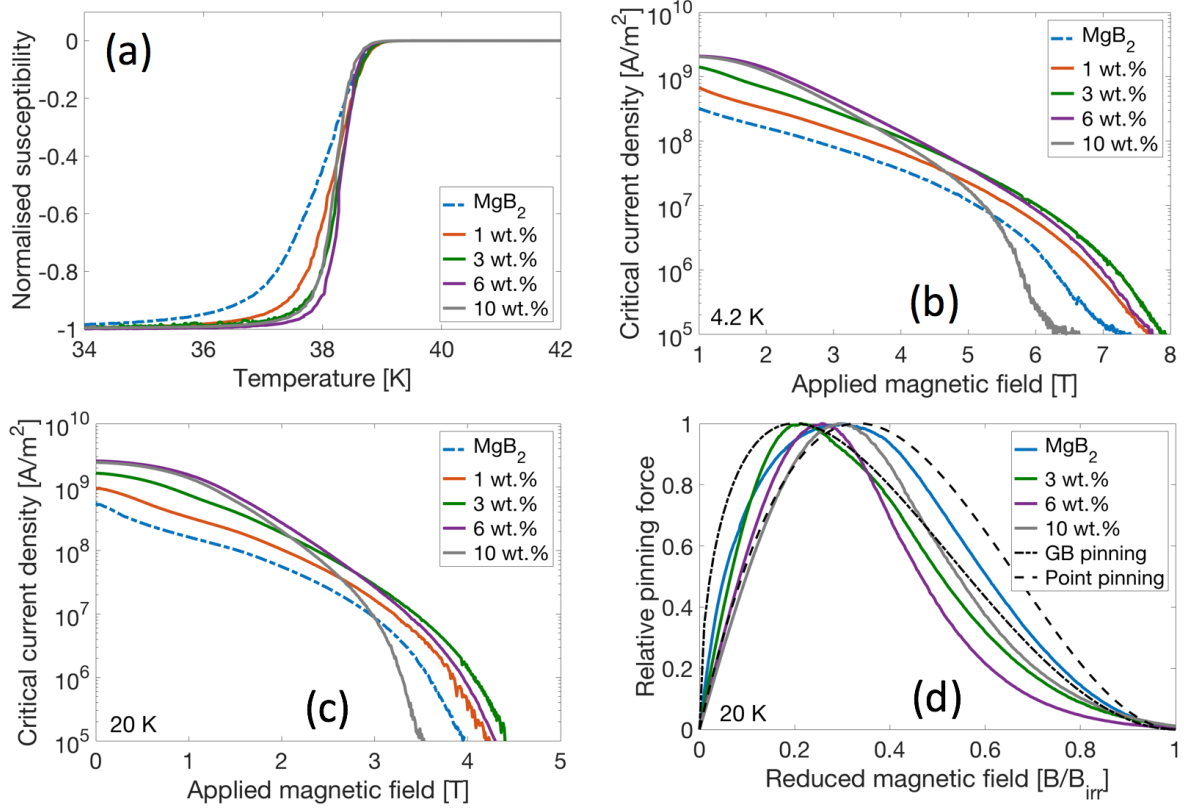 (a)
Normalised susceptibility
0
-0.2
-0.4
-0.6
-0.8
-1
34
36
38
40
42
Temperature [K]
MgB2
1 wt.%
3 wt.%
6 wt.%
10 wt.%
(b)
Critical current density [A/m2]
10^10
10^9
10^8
10^7
10^6
10^5
1
2
3
4
5
6
7
8
Applied magnetic field [T]
4.2 K
MgB2
1 wt.%
3 wt.%
6 wt.%
10 wt.%
(c)
Critical current density [A/m2]
10^10
10^9
10^8
10^7
10^6
10^5
0
1
2
3
4
5
Applied magnetic field [T]
20 K
MgB2
1 wt.%
3 wt.%
6 wt.%
10 wt.%
(d)
Relative pinning force
1
0.8
0.6
0.4
0.2
0
0
0.2
0.4
0.6
0.8
1
Reduced magnetic field [B/Birr]
20 K
MgB2
3 wt.%
6 wt.%
10 wt.%
GB pinning
Point pinning